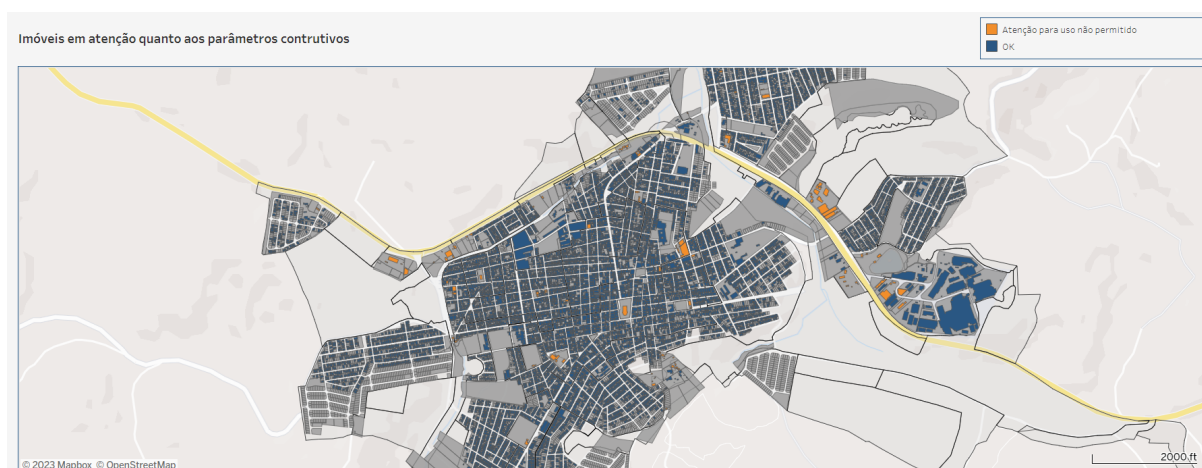 Imóveis em atenção quanto aos parâmetros contrutivos
Atenção para uso não permitido
OK
© 2023 Mapbox © OpenStreetMap
2000 ft